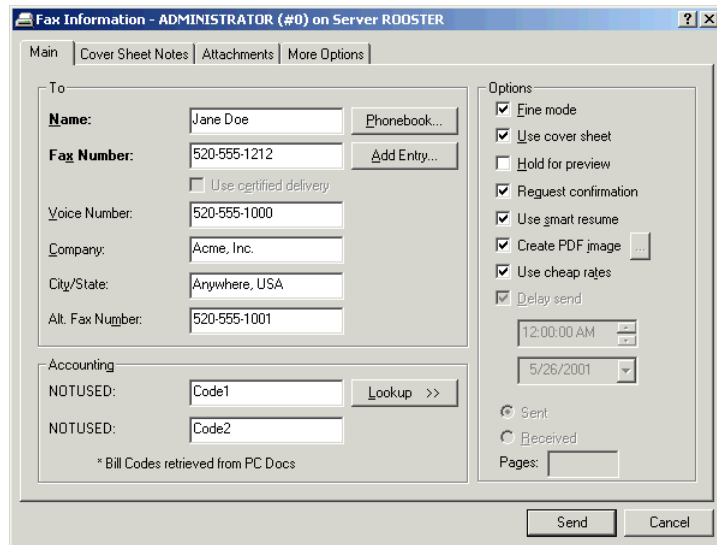 Fax Information - ADMINISTRATOR (#0) on Server ROOSTER
Main
Cover Sheet Notes
Attachments
More Options
To
Name:
Jane Doe
Phonebook...
Fax Number:
520-555-1212
Add Entry...
Use certified delivery
Voice Number:
520-555-1000
Company:
Acme, Inc.
City/State:
Anywhere, USA
Alt. Fax Number:
520-555-1001
Accounting
NOTUSED:
Code1
Lookup >>
NOTUSED:
Code2
* Bill Codes retrieved from PC Docs
Options
Fine mode
Use cover sheet
Hold for preview
Request confirmation
Use smart resume
Create PDF image
...
Use cheap rates
Delay send
12:00:00 AM
5/26/2001
Sent
Received
Pages:
Send
Cancel